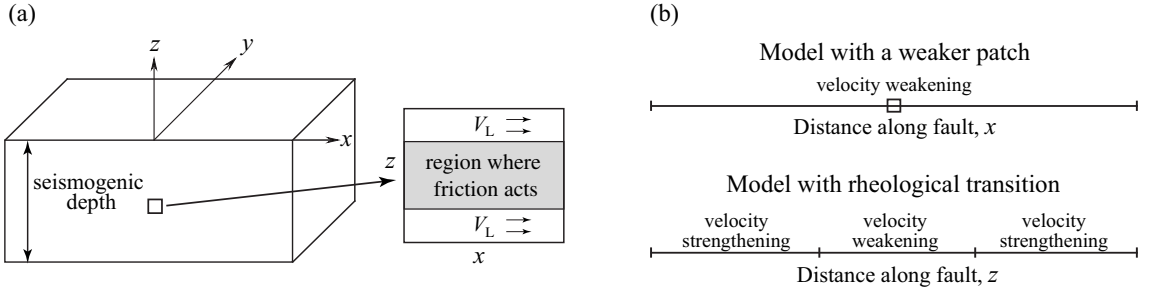 (a)
z
y
x
seismogenic
depth
z
V_L
region where
friction acts
V_L
x
(b)
Model with a weaker patch
velocity weakening
Distance along fault, x
Model with rheological transition
velocity
strengthening
velocity
weakening
velocity
strengthening
Distance along fault, z